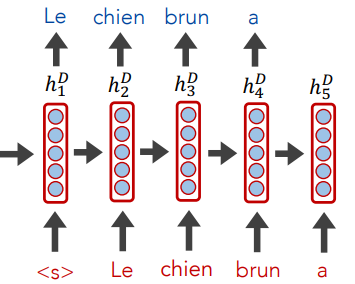 Le chien brun a
h₁ᴰ h₂ᴰ h₃ᴰ h₄ᴰ h₅ᴰ
<s> Le chien brun a